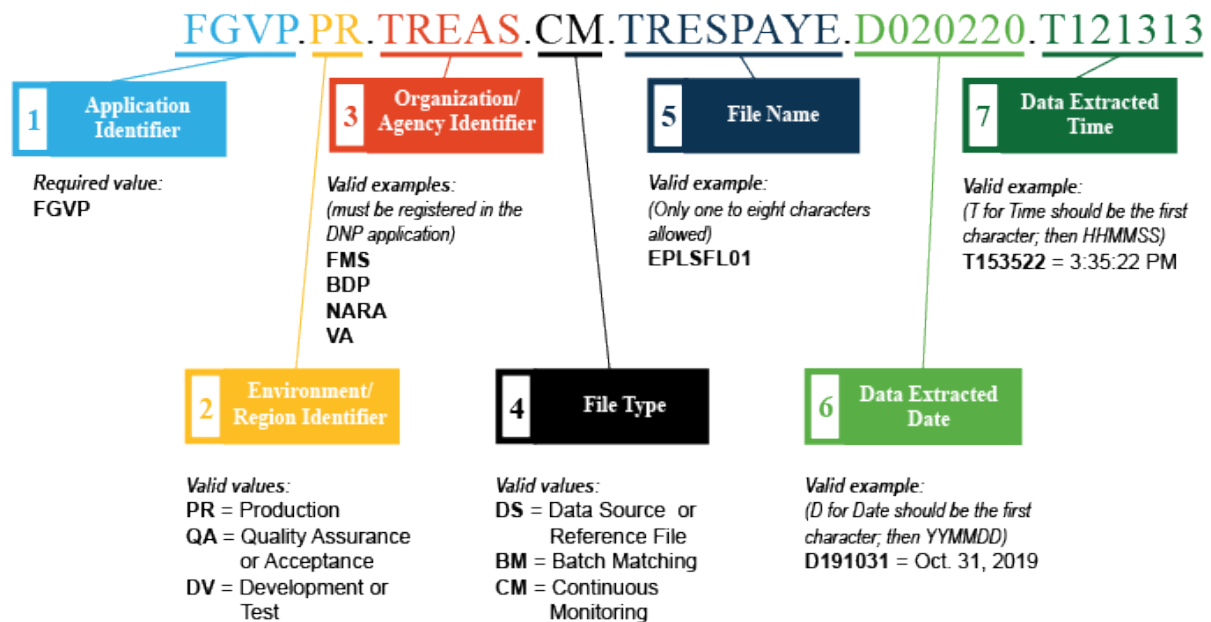 FGVP.PR.TREAS.CM.TRESPAYE.D020220.T121313
1
Application
Identifier
Required value:
FGVP
3
Organization/
Agency Identifier
Valid examples:
(must be registered in the
DNP application)
FMS
BDP
NARA
VA
5
File Name
Valid example:
(Only one to eight characters
allowed)
EPLSFL01
7
Data Extracted
Time
Valid example:
(T for Time should be the first
character; then HHMMSS)
T153522 = 3:35:22 PM
2
Environment/
Region Identifier
Valid values:
PR = Production
QA = Quality Assurance
or Acceptance
DV = Development or
Test
4
File Type
Valid values:
DS = Data Source or
Reference File
BM = Batch Matching
CM = Continuous
Monitoring
6
Data Extracted
Date
Valid example:
(D for Date should be the first
character; then YYMMDD)
D191031 = Oct. 31, 2019